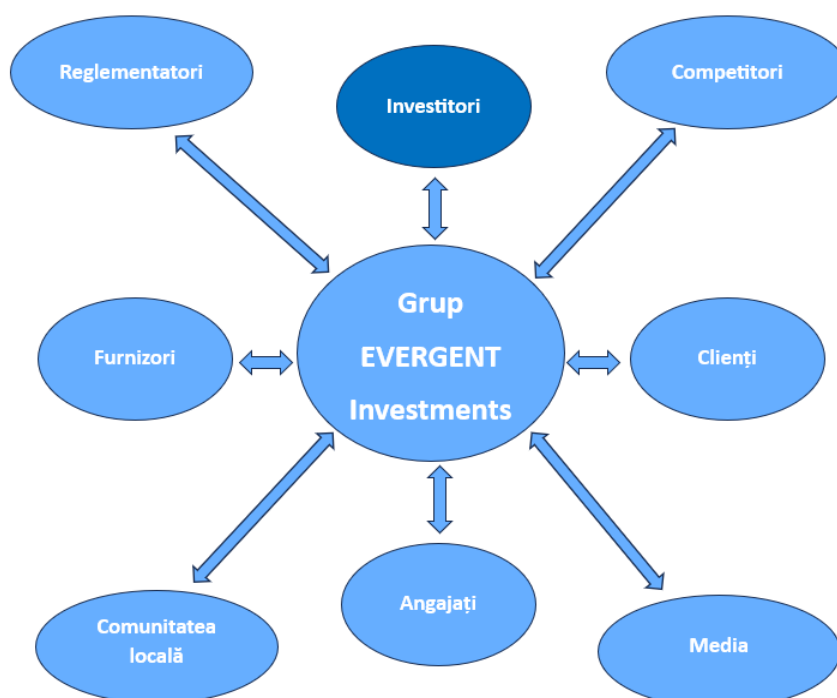 Reglementatori
Investitori
Competitori
Grup
EVERGENT
Investments
Furnizori
Clienți
Comunitatea
locală
Angajați
Media